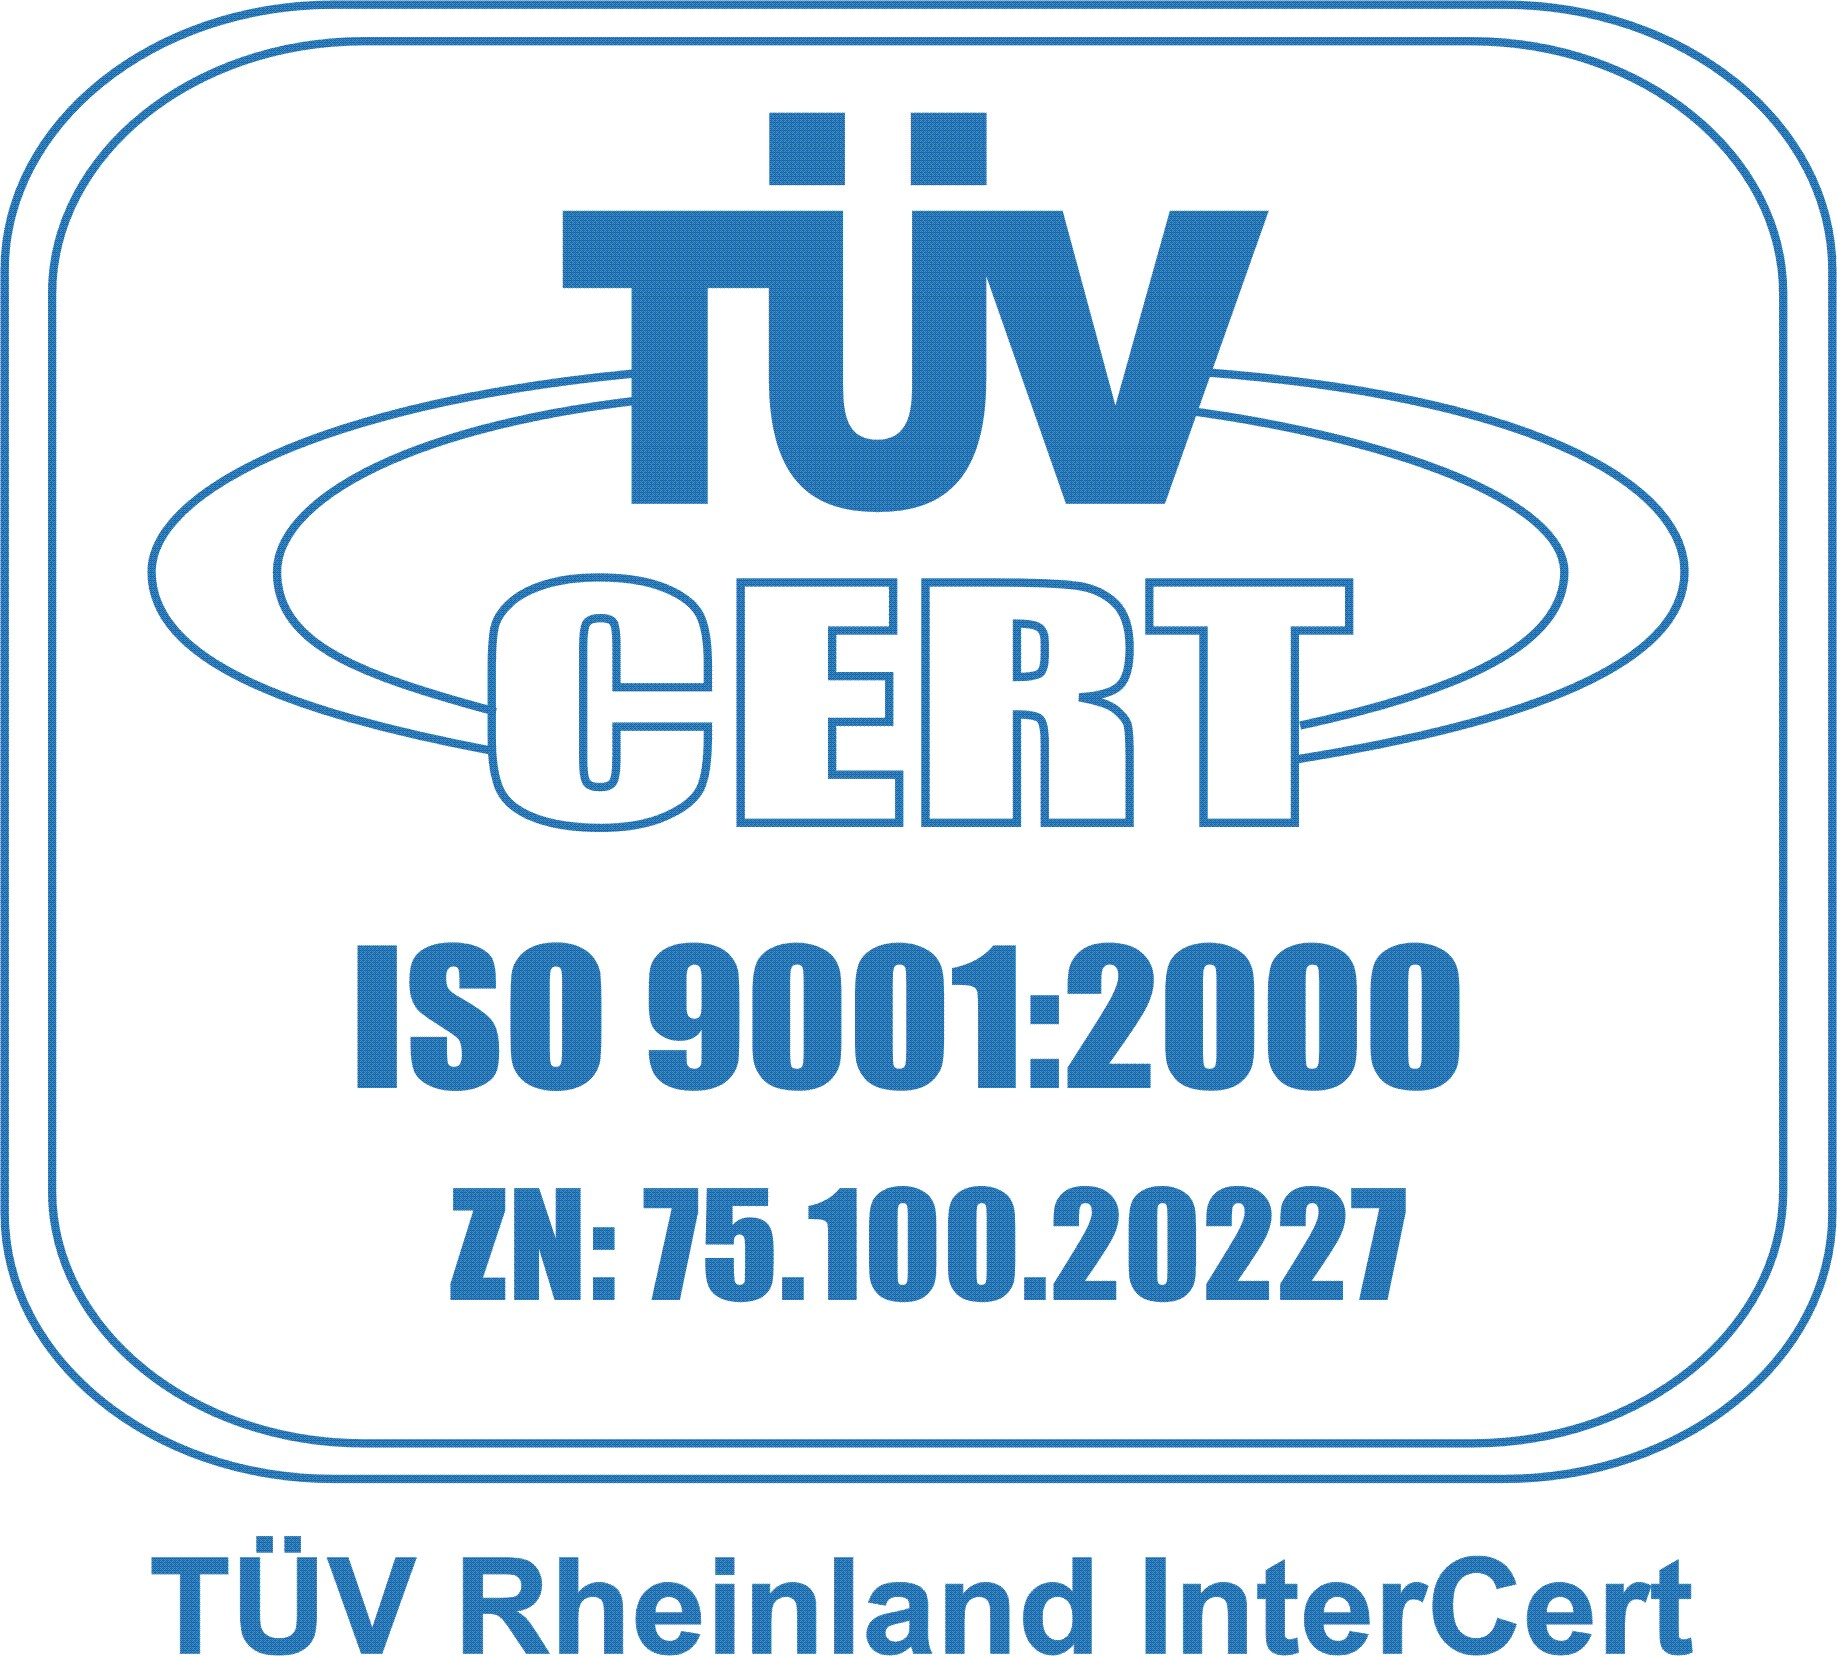 TÜV
CERT
ISO 9001:2000
ZN: 75.100.20227
TÜV Rheinland InterCert